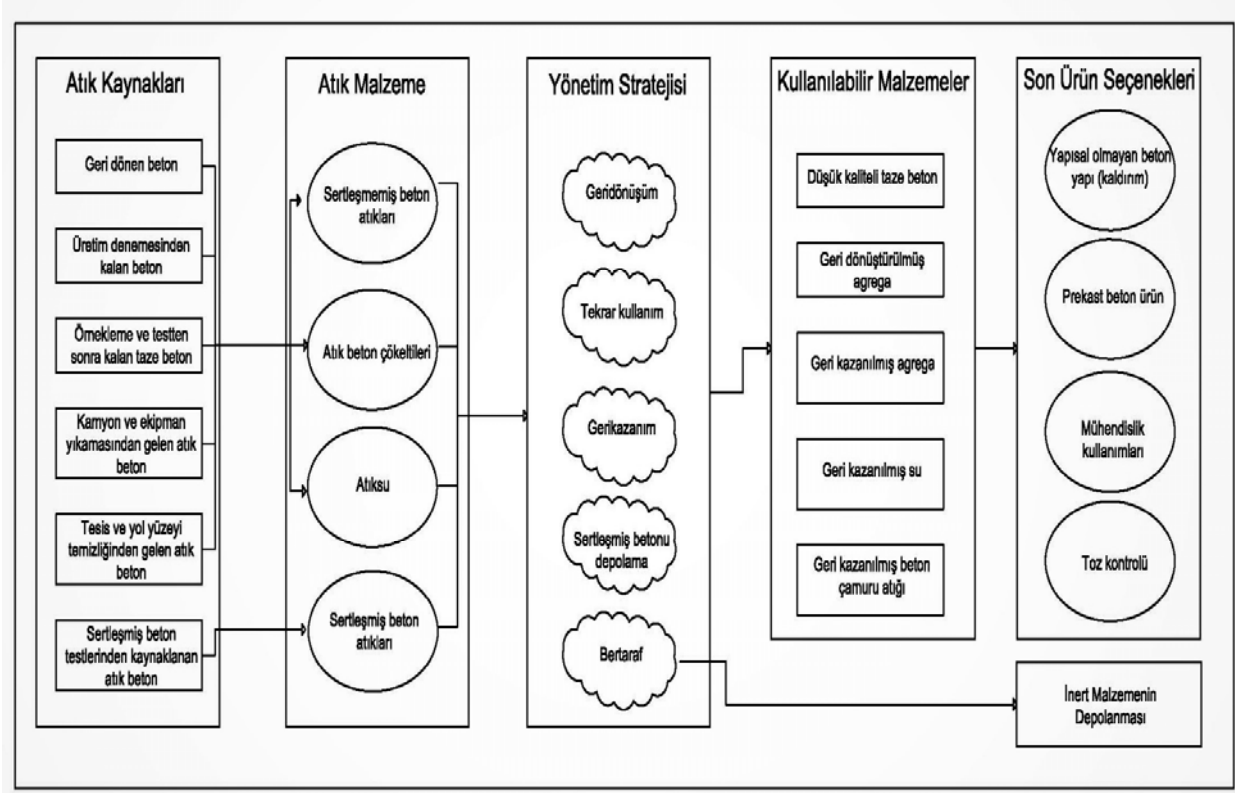 Atık Kaynakları
Geri dönen beton
Üretim denemesinden
kalan beton
Örnekleme ve testten
sonra kalan taze beton
Kamyon ve ekipman
yıkamasından gelen atık
beton
Tesis ve yol yüzeyi
temizliğinden gelen atık
beton
Sertleşmiş beton
testlerinden kaynaklanan
atık beton
Atık Malzeme
Sertleşmemiş beton
atıkları
Atık beton çökeltileri
Atıksu
Sertleşmiş beton
atıkları
Yönetim Stratejisi
Geridönüşüm
Tekrar kullanım
Gerikazanım
Sertleşmiş betonu
depolama
Bertaraf
Kullanılabilir Malzemeler
Düşük kaliteli taze beton
Geri dönüştürülmüş
agrega
Geri kazanılmış agrega
Geri kazanılmış su
Geri kazanılmış beton
çamuru atığı
Son Ürün Seçenekleri
Yapısal olmayan beton
yapı (kaldırım)
Prekast beton ürün
Mühendislik
kullanımları
Toz kontrolü
İnert Malzemenin
Depolanması